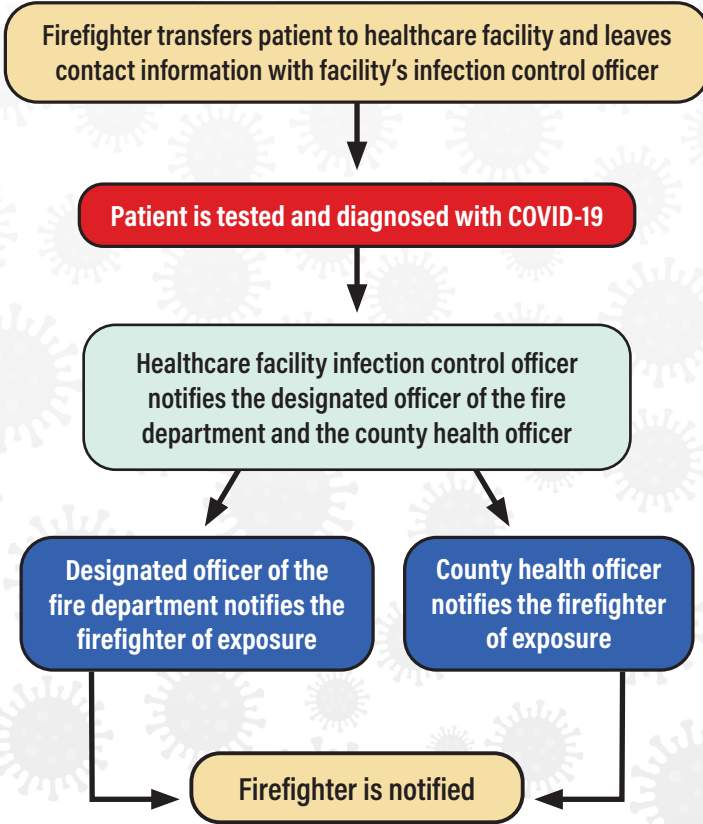 Firefighter transfers patient to healthcare facility and leaves
contact information with facility's infection control officer
Patient is tested and diagnosed with COVID-19
Healthcare facility infection control officer
notifies the designated officer of the fire
department and the county health officer
Designated officer of the
fire department notifies the
firefighter of exposure
County health officer
notifies the firefighter
of exposure
Firefighter is notified